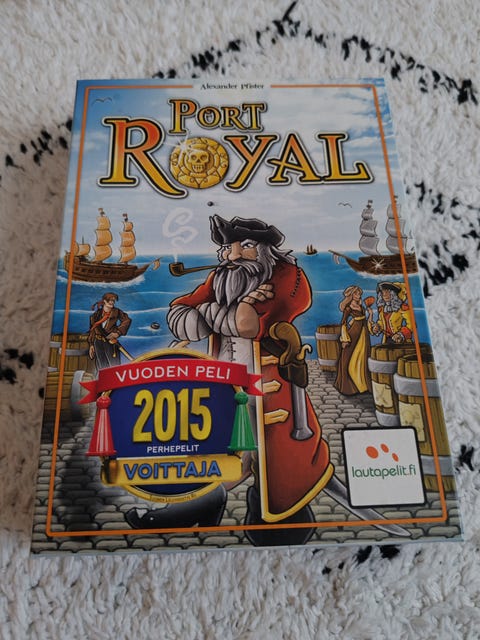 Alexander Pfister
PORT
ROYAL
VUODEN PELI
2015
PERHEPELIT
VOITTAJA
lautapelit.fi